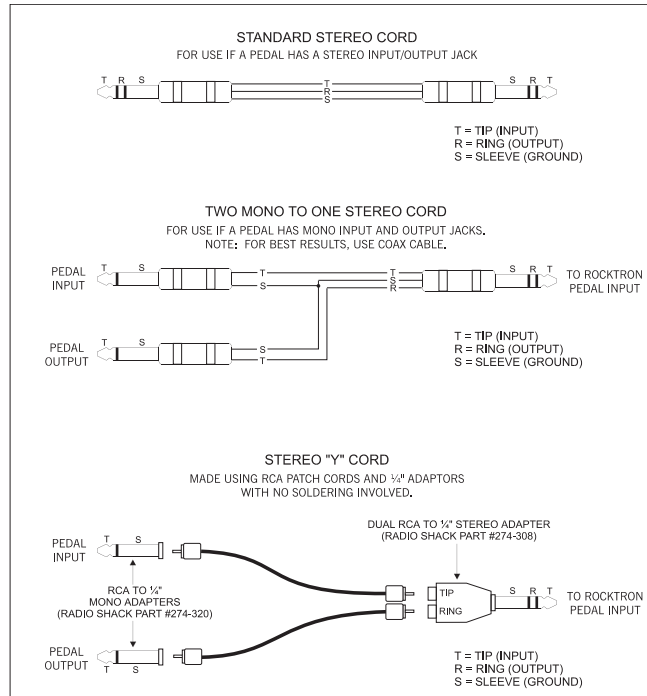 STANDARD STEREO CORD
FOR USE IF A PEDAL HAS A STEREO INPUT/OUTPUT JACK
T R S
T
R
S
S R T
T = TIP (INPUT)
R = RING (OUTPUT)
S = SLEEVE (GROUND)
TWO MONO TO ONE STEREO CORD
FOR USE IF A PEDAL HAS MONO INPUT AND OUTPUT JACKS.
NOTE: FOR BEST RESULTS, USE COAX CABLE.
PEDAL
INPUT
T S
T
S
T
S
R
S R T
TO ROCKTRON
PEDAL INPUT
PEDAL
OUTPUT
T S
S
T
T = TIP (INPUT)
R = RING (OUTPUT)
S = SLEEVE (GROUND)
STEREO "Y" CORD
MADE USING RCA PATCH CORDS AND ¼" ADAPTORS
WITH NO SOLDERING INVOLVED.
DUAL RCA TO ¼" STEREO ADAPTER
(RADIO SHACK PART #274-308)
PEDAL
INPUT
T S
RCA TO ¼"
MONO ADAPTERS
(RADIO SHACK PART #274-320)
TIP
RING
S R T
TO ROCKTRON
PEDAL INPUT
PEDAL
OUTPUT
T S
T = TIP (INPUT)
R = RING (OUTPUT)
S = SLEEVE (GROUND)